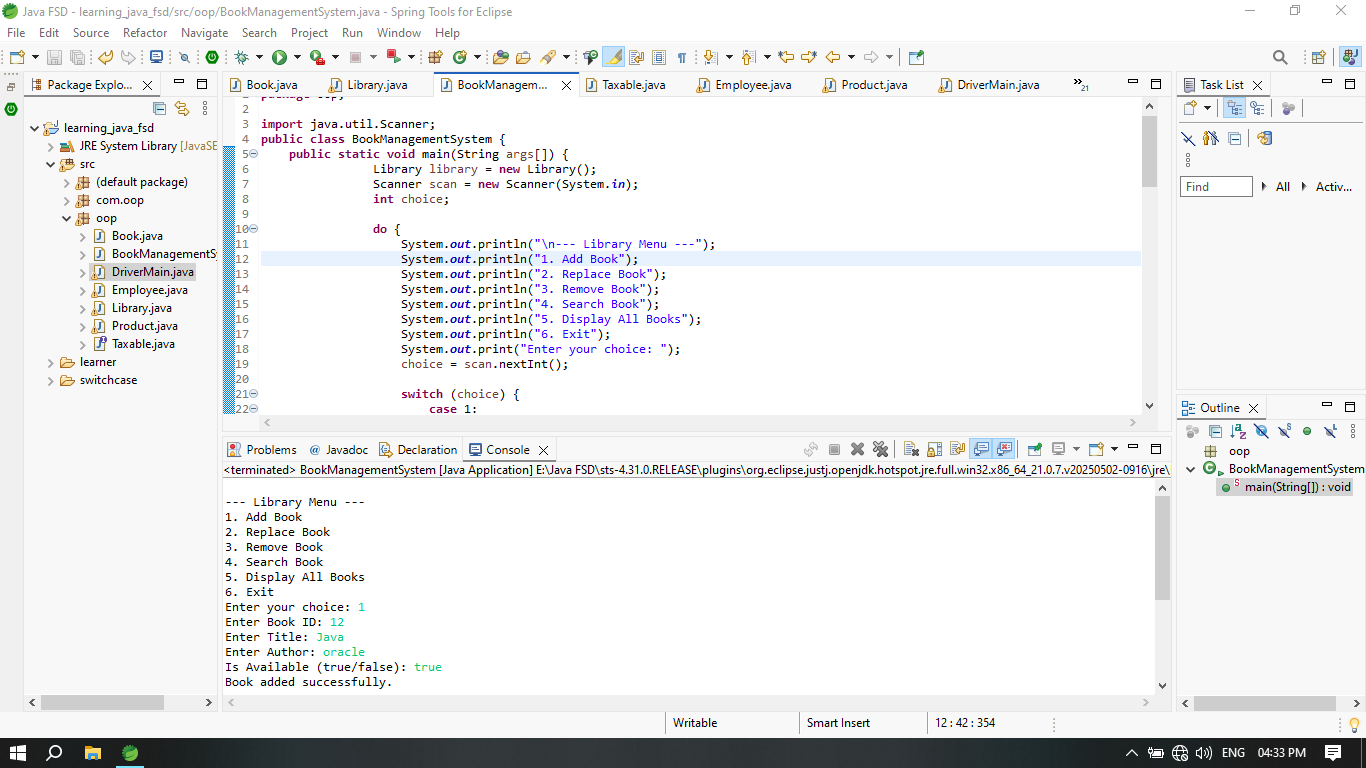 Java FSD - learning_java_fsd/src/oop/BookManagementSystem.java - Spring Tools for Eclipse
File Edit Source Refactor Navigate Search Project Run Window Help
Package Explo...
learning_java_fsd
JRE System Library [JavaSE
src
(default package)
com.oop
oop
Book.java
BookManagementSy
DriverMain.java
Employee.java
Library.java
Product.java
Taxable.java
learner
switchcase
Book.java Library.java BookManagem... Taxable.java Employee.java Product.java DriverMain.java »21
1 package oop;
2
3 import java.util.Scanner;
4 public class BookManagementSystem {
5 public static void main(String args[]) {
6 Library library = new Library();
7 Scanner scan = new Scanner(System.in);
8 int choice;
9
10 do {
11 System.out.println("\n--- Library Menu ---");
12 System.out.println("1. Add Book");
13 System.out.println("2. Replace Book");
14 System.out.println("3. Remove Book");
15 System.out.println("4. Search Book");
16 System.out.println("5. Display All Books");
17 System.out.println("6. Exit");
18 System.out.print("Enter your choice: ");
19 choice = scan.nextInt();
20
21 switch (choice) {
22 case 1:
Problems @ Javadoc Declaration Console
<terminated> BookManagementSystem [Java Application] E:\Java FSD\sts-4.31.0.RELEASE\plugins\org.eclipse.justj.openjdk.hotspot.jre.full.win32.x86_64_21.0.7.v20250502-0916\jre\
--- Library Menu ---
1. Add Book
2. Replace Book
3. Remove Book
4. Search Book
5. Display All Books
6. Exit
Enter your choice: 1
Enter Book ID: 12
Enter Title: Java
Enter Author: oracle
Is Available (true/false): true
Book added successfully.
Task List
Find All Activ...
Outline
oop
BookManagementSystem
main(String[]) : void
Writable Smart Insert 12 : 42 : 354
ENG 04:33 PM